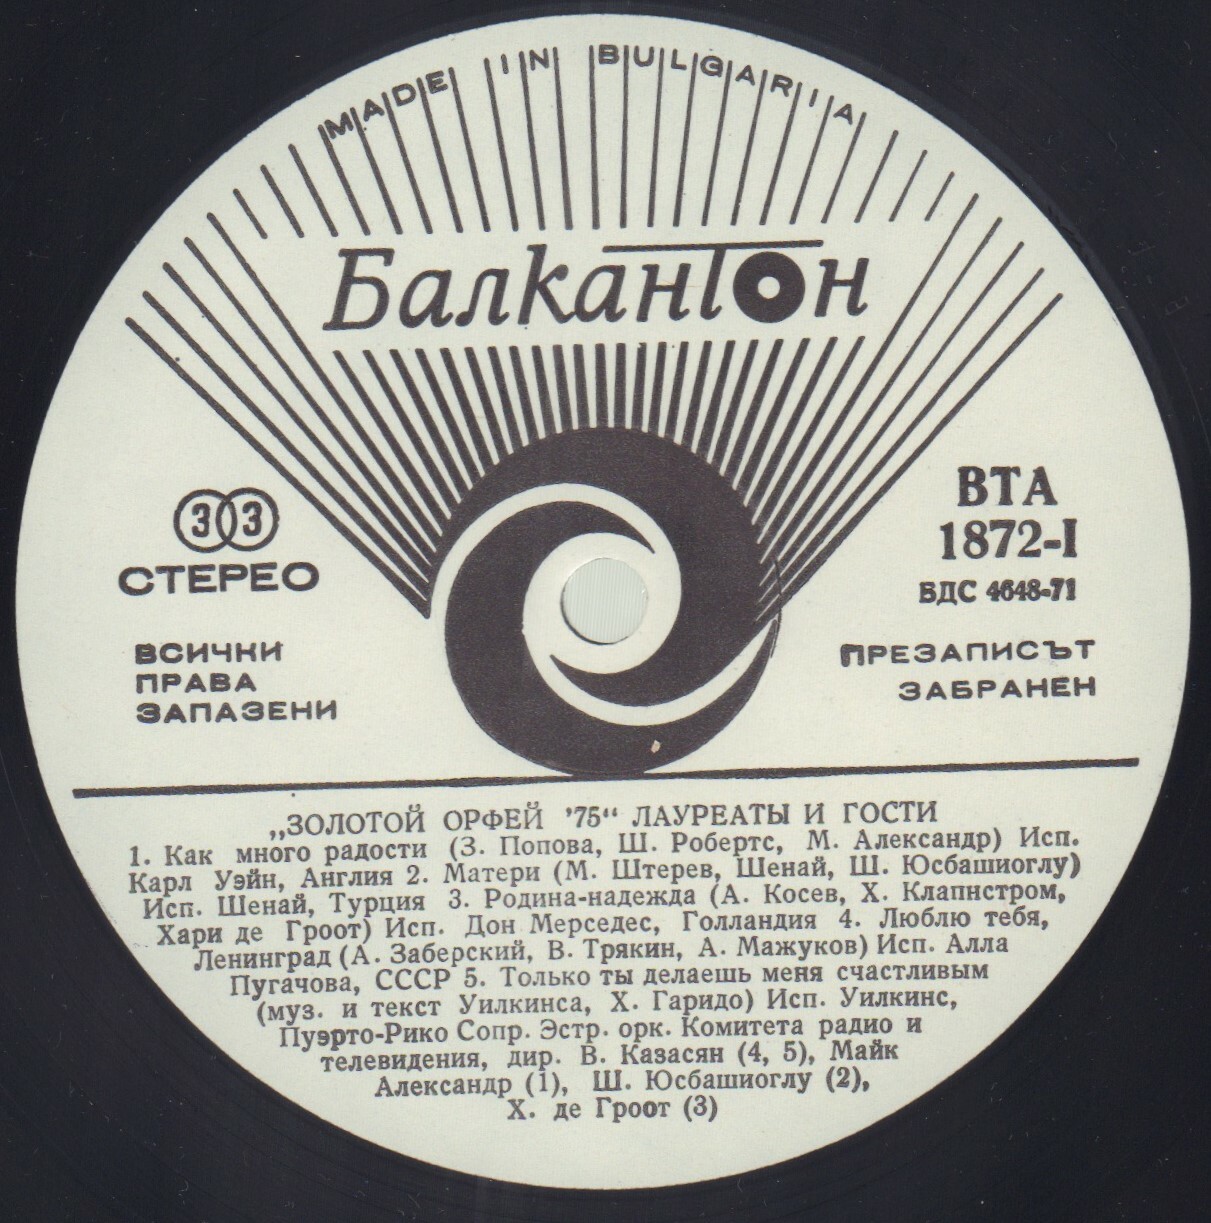 MADE IN BULGARIA
Балкантон
33
СТЕРЕО
ВСИЧКИ
ПРАВА
ЗАПАЗЕНИ
ВТА
1872-I
БДС 4648-71
ПРЕЗАПИСЪТ
ЗАБРАНЕН
„ЗОЛОТОЙ ОРФЕЙ '75“ ЛАУРЕАТЫ И ГОСТИ
1. Как много радости (З. Попова, Ш. Робертс, М. Александр) Исп.
Карл Уэйн, Англия 2. Матери (М. Штерев, Шенай, Ш. Юсбашиоглу)
Исп. Шенай, Турция 3. Родина-надежда (А. Косев, Х. Клапнстром,
Хари де Гроот) Исп. Дон Мерседес, Голландия 4. Люблю тебя,
Ленинград (А. Заберский, В. Трякин, А. Мажуков) Исп. Алла
Пугачова, СССР 5. Только ты делаешь меня счастливым
(муз. и текст Уилкинса, Х. Гаридо) Исп. Уилкинс,
Пуэрто-Рико Сопр. Эстр. орк. Комитета радио и
телевидения, дир. В. Казасян (4, 5), Майк
Александр (1), Ш. Юсбашиоглу (2),
Х. де Гроот (3)